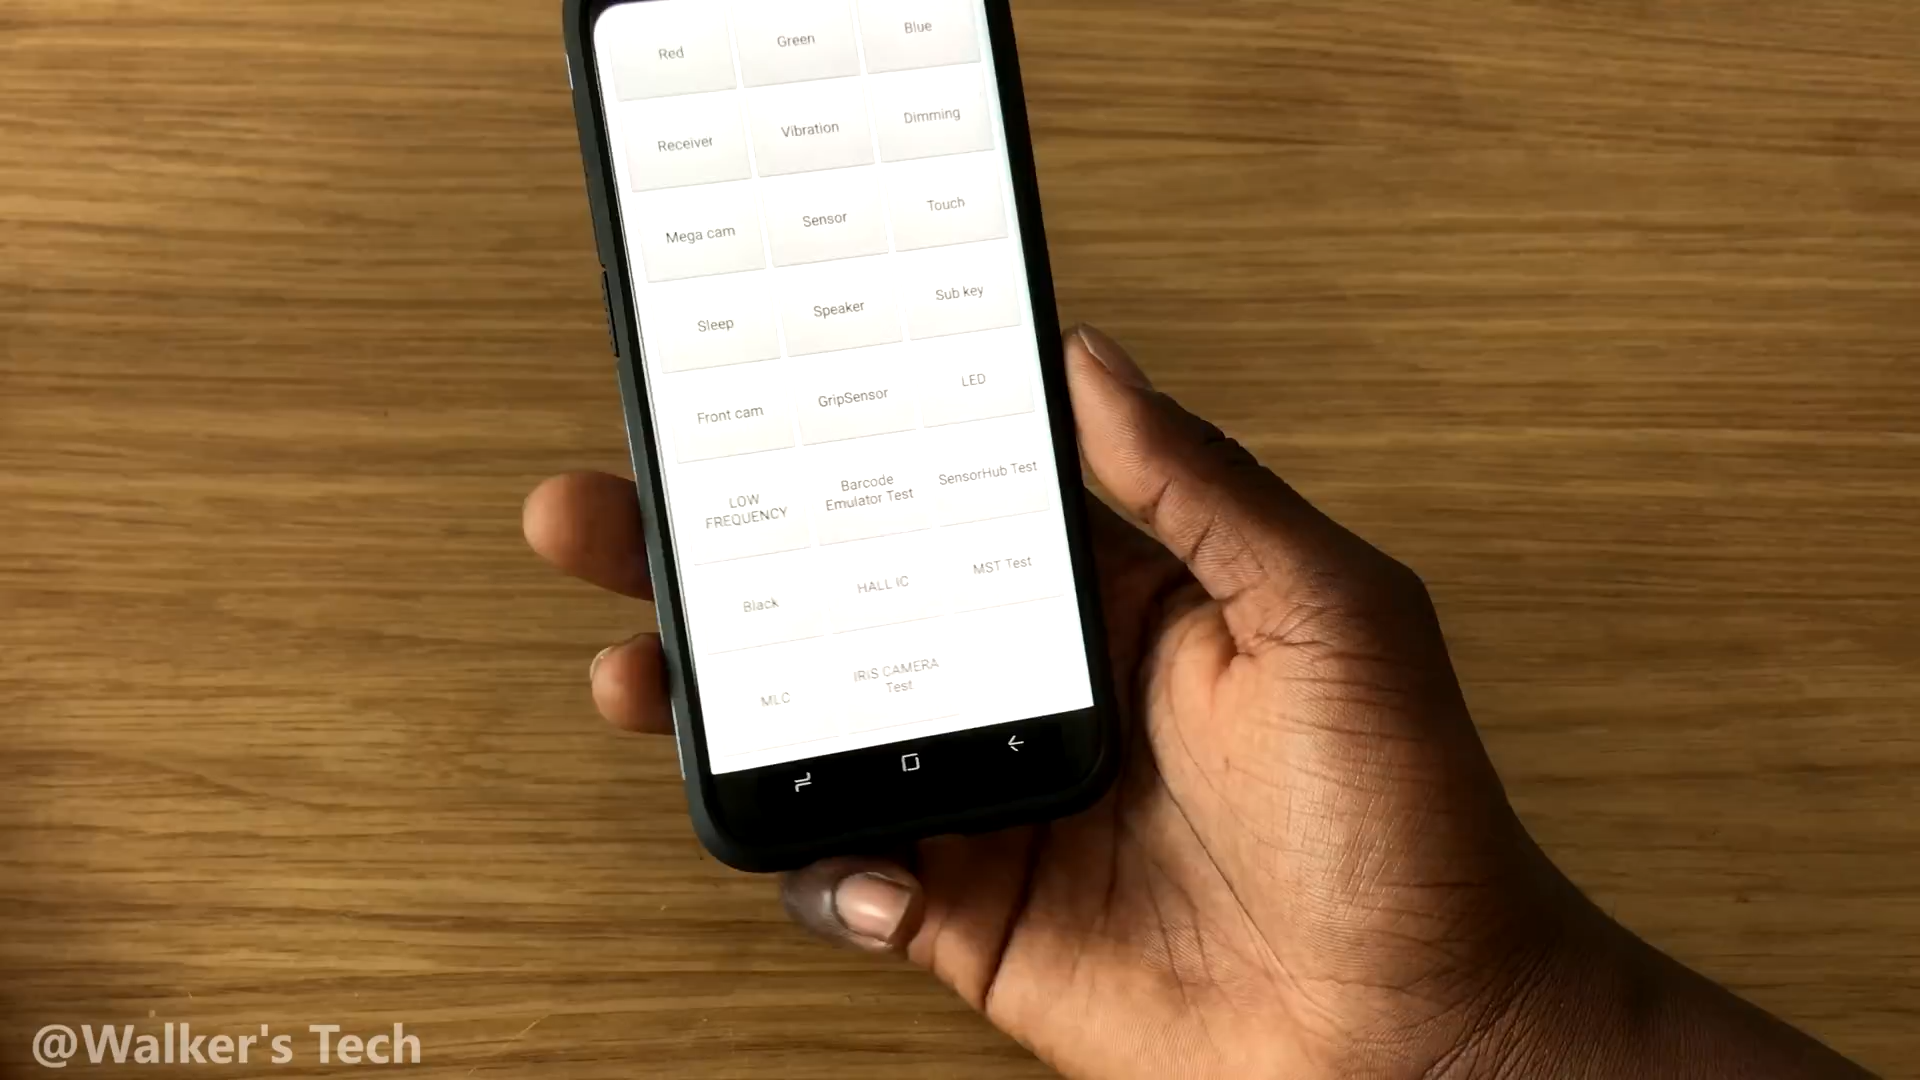 Red Green Blue
Receiver Vibration Dimming
Mega cam Sensor Touch
Sleep Speaker Sub key
Front cam GripSensor LED
LOW
FREQUENCY
Barcode
Emulator Test
SensorHub Test
Black HALL IC MST Test
MLC
IRIS CAMERA
Test
@Walker's Tech